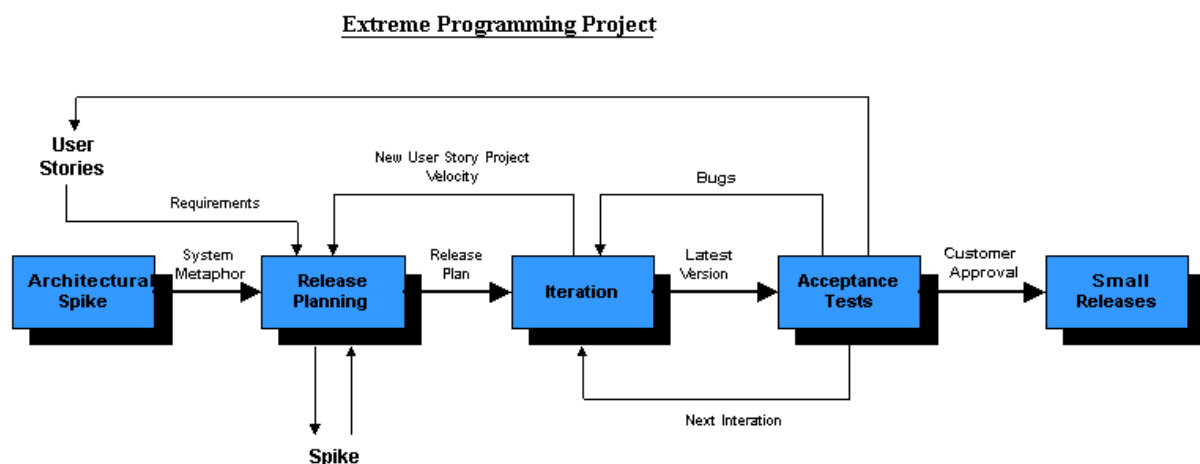 Extreme Programming Project
User
Stories
New User Story Project
Velocity
Bugs
Requirements
System
Metaphor
Release
Plan
Latest
Version
Customer
Approval
Architectural
Spike
Release
Planning
Iteration
Acceptance
Tests
Small
Releases
Next Interation
Spike